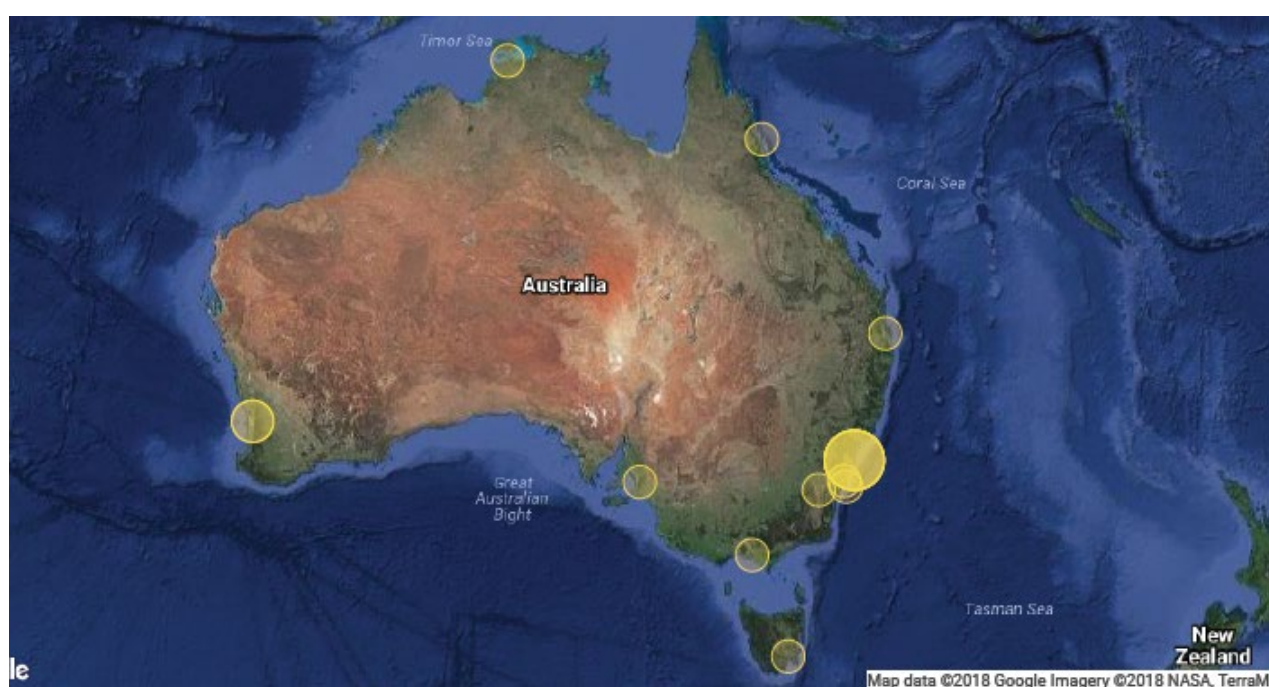 Timor Sea
Coral Sea
Australia
Great
Australian
Bight
Tasman Sea
New
Zealand
le
Map data ©2018 Google Imagery ©2018 NASA, TerraM